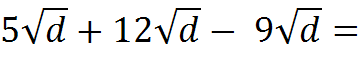 5√d + 12√d − 9√d =